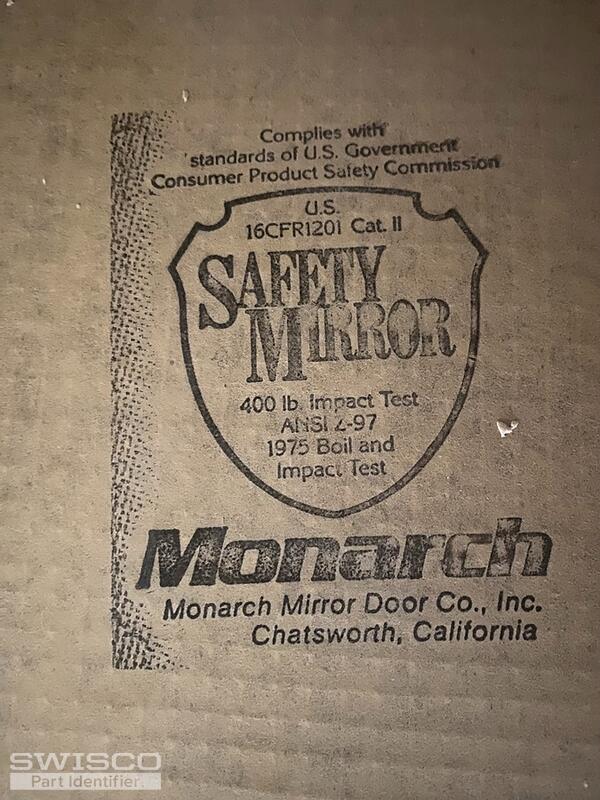 Complies with
standards of U.S. Government
Consumer Product Safety Commission
U.S.
16CFR1201 Cat. II
SAFETY
MIRROR
400 lb. Impact Test
ANSI Z-97
1975 Boil and
Impact Test
Monarch
Monarch Mirror Door Co., Inc.
Chatsworth, California
SWISCO
Part Identifier.